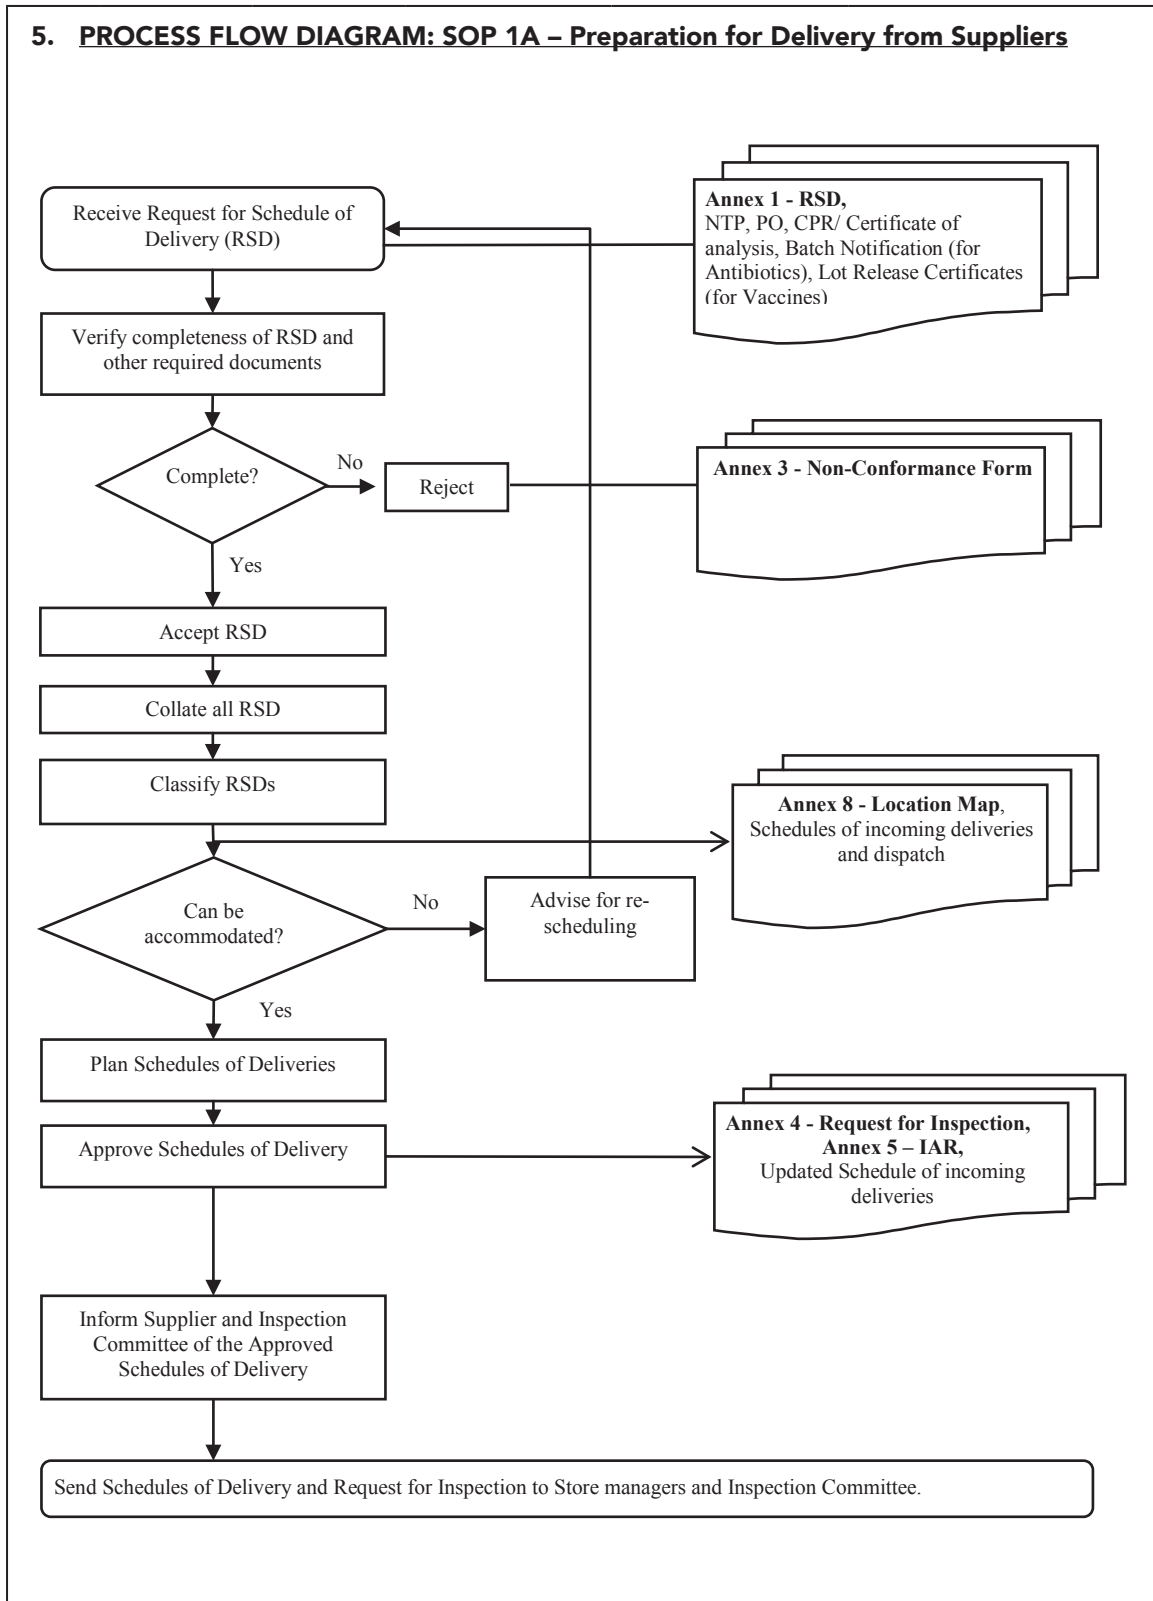 5. PROCESS FLOW DIAGRAM: SOP 1A – Preparation for Delivery from Suppliers
Receive Request for Schedule of
Delivery (RSD)
Annex 1 - RSD,
NTP, PO, CPR/ Certificate of
analysis, Batch Notification (for
Antibiotics), Lot Release Certificates
(for Vaccines)
Verify completeness of RSD and
other required documents
Complete?
No
Reject
Annex 3 - Non-Conformance Form
Yes
Accept RSD
Collate all RSD
Classify RSDs
Annex 8 - Location Map,
Schedules of incoming deliveries
and dispatch
Can be
accommodated?
No
Advise for re-
scheduling
Yes
Plan Schedules of Deliveries
Approve Schedules of Delivery
Annex 4 - Request for Inspection,
Annex 5 – IAR,
Updated Schedule of incoming
deliveries
Inform Supplier and Inspection
Committee of the Approved
Schedules of Delivery
Send Schedules of Delivery and Request for Inspection to Store managers and Inspection Committee.